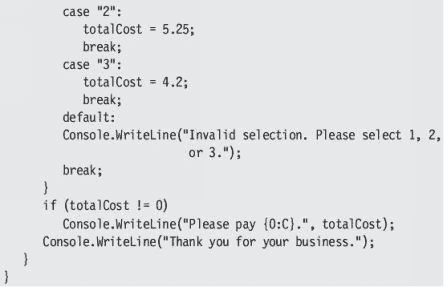 case "2":
totalCost = 5.25;
break;
case "3":
totalCost = 4.2;
break;
default:
Console.WriteLine("Invalid selection. Please select 1, 2,
or 3.");
break;
}
if (totalCost != 0)
Console.WriteLine("Please pay {0:C}.", totalCost);
Console.WriteLine("Thank you for your business.");
}
}